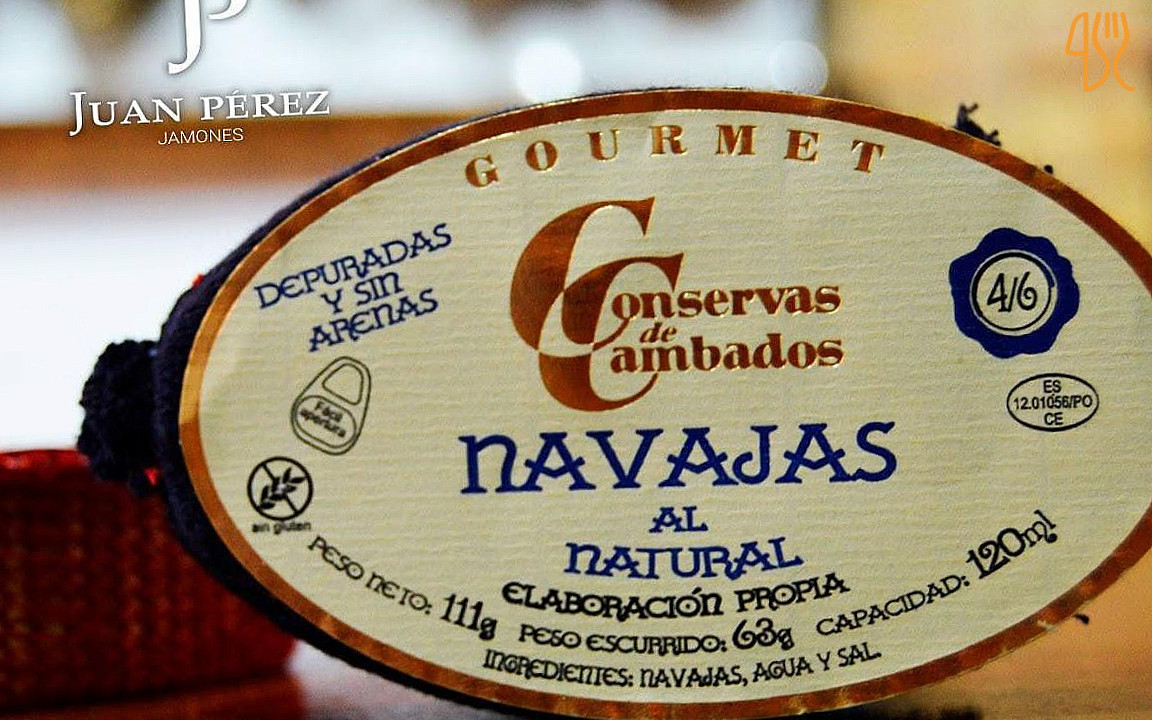 JP
JUAN PÉREZ
JAMONES
GOURMET
DEPURADAS
Y SIN
ARENAS
Conservas
de
Cambados
4/6
Fácil
apertura
ES
12.01056/PO
CE
NAVAJAS
AL
NATURAL
sin gluten
ELABORACIÓN PROPIA
PESO NETO: 111g PESO ESCURRIDO: 63g CAPACIDAD: 120ml
INGREDIENTES: NAVAJAS, AGUA Y SAL.